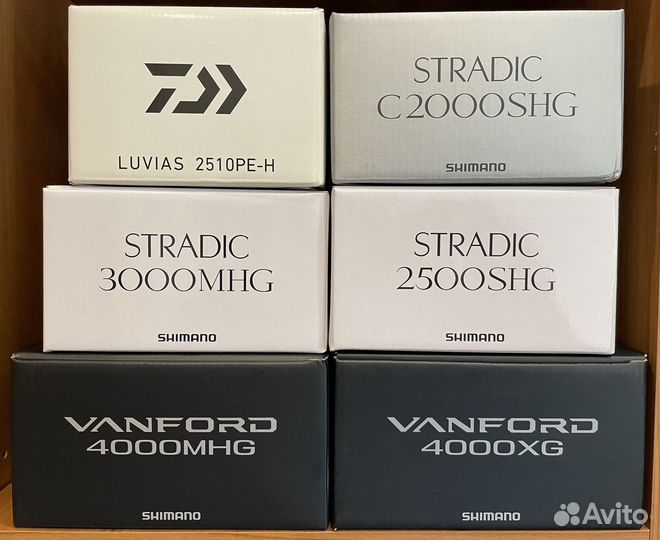 LUVIAS 2510PE-H
STRADIC
C2000SHG
SHIMANO
STRADIC
3000MHG
SHIMANO
STRADIC
2500SHG
SHIMANO
VANFORD
4000MHG
SHIMANO
VANFORD
4000XG
SHIMANO
Avito